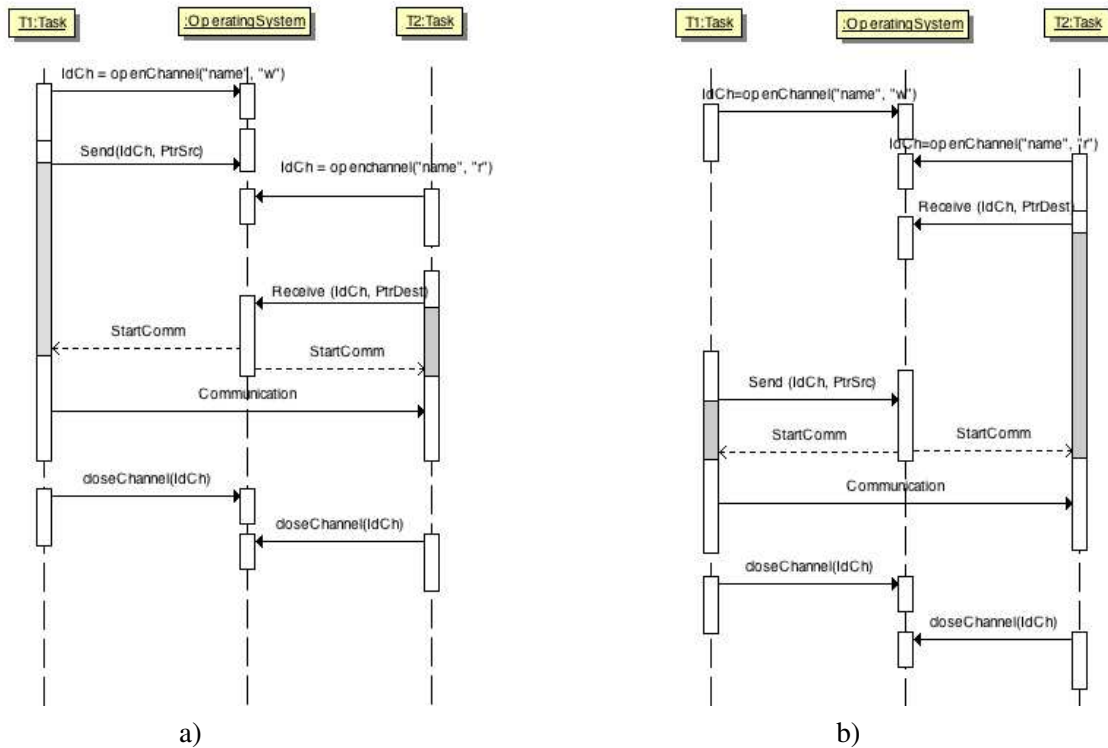 T1:Task
:OperatingSystem
T2:Task
IdCh = openChannel("name", "w")
Send(IdCh, PtrSrc)
IdCh = openchannel("name", "r")
Receive (IdCh, PtrDest)
StartComm
StartComm
Communication
closeChannel(IdCh)
closeChannel(IdCh)
a)
T1:Task
:OperatingSystem
T2:Task
IdCh=openChannel("name", "w")
IdCh=openChannel("name", "r")
Receive (IdCh, PtrDest)
Send (IdCh, PtrSrc)
StartComm
StartComm
Communication
closeChannel(IdCh)
closeChannel(IdCh)
b)